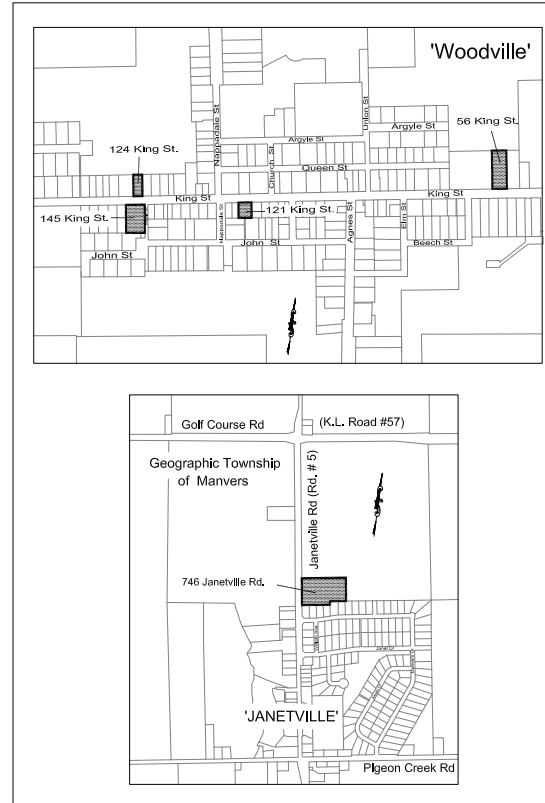 'Woodville'
Nappadale St
Union St
56 King St.
Argyle St
Argyle St
124 King St.
Church St
Queen St
King St
King St
145 King St.
Nappadale St
121 King St.
Agnes St
Elm St
John St
Beech St
John St
Golf Course Rd
(K.L. Road #57)
Geographic Township
of Manvers
Janetville Rd (Rd. # 5)
746 Janetville Rd.
Janet Dr
'JANETVILLE'
Pigeon Creek Rd